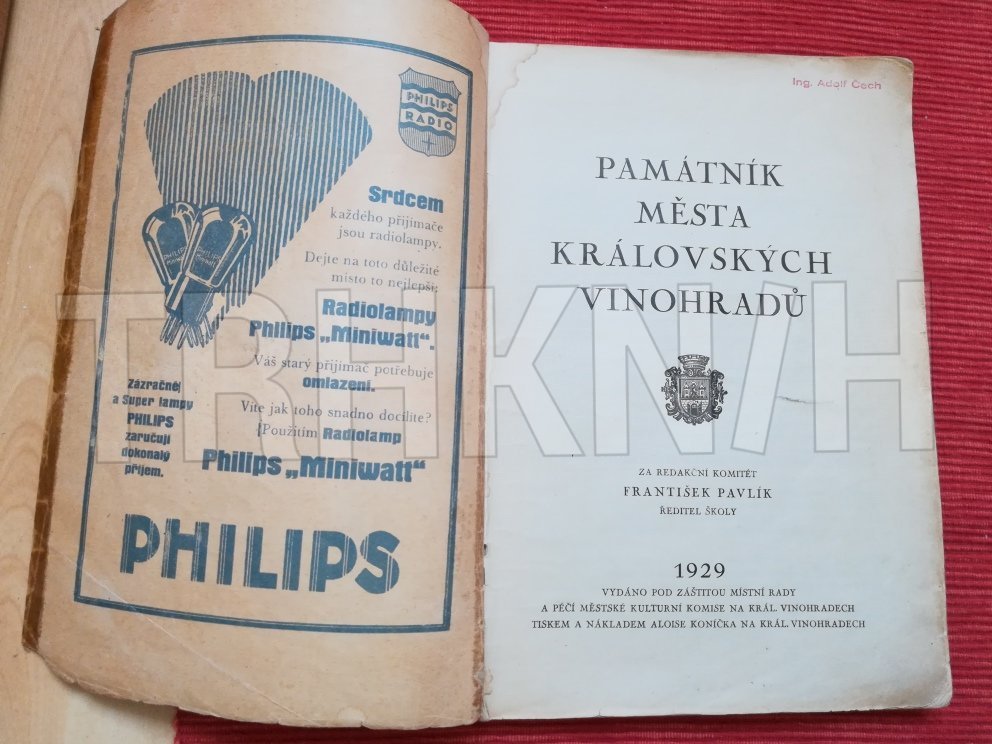 PHILIPS
RADIO
Srdcem
každého přijimače
jsou radiolampy.
Dejte na toto důležité
místo to nejlepší:
Radiolampy
Philips „Miniwatt“.
Váš starý přijimač potřebuje
omlazení.
Víte jak toho snadno docílíte?
Použitím Radiolamp
Philips „Miniwatt“
Zázračné
a Super lampy
PHILIPS
zaručují
dokonalý
příjem.
PHILIPS
Ing. Adolf Čech
PAMÁTNÍK
MĚSTA
KRÁLOVSKÝCH
VINOHRADŮ
ZA REDAKČNÍ KOMITÉT
FRANTIŠEK PAVLÍK
ŘEDITEL ŠKOLY
1929
VYDÁNO POD ZÁŠTITOU MÍSTNÍ RADY
A PÉČÍ MĚSTSKÉ KULTURNÍ KOMISE NA KRÁL. VINOHRADECH
TISKEM A NÁKLADEM ALOISE KONÍČKA NA KRÁL. VINOHRADECH
TRHKNIH